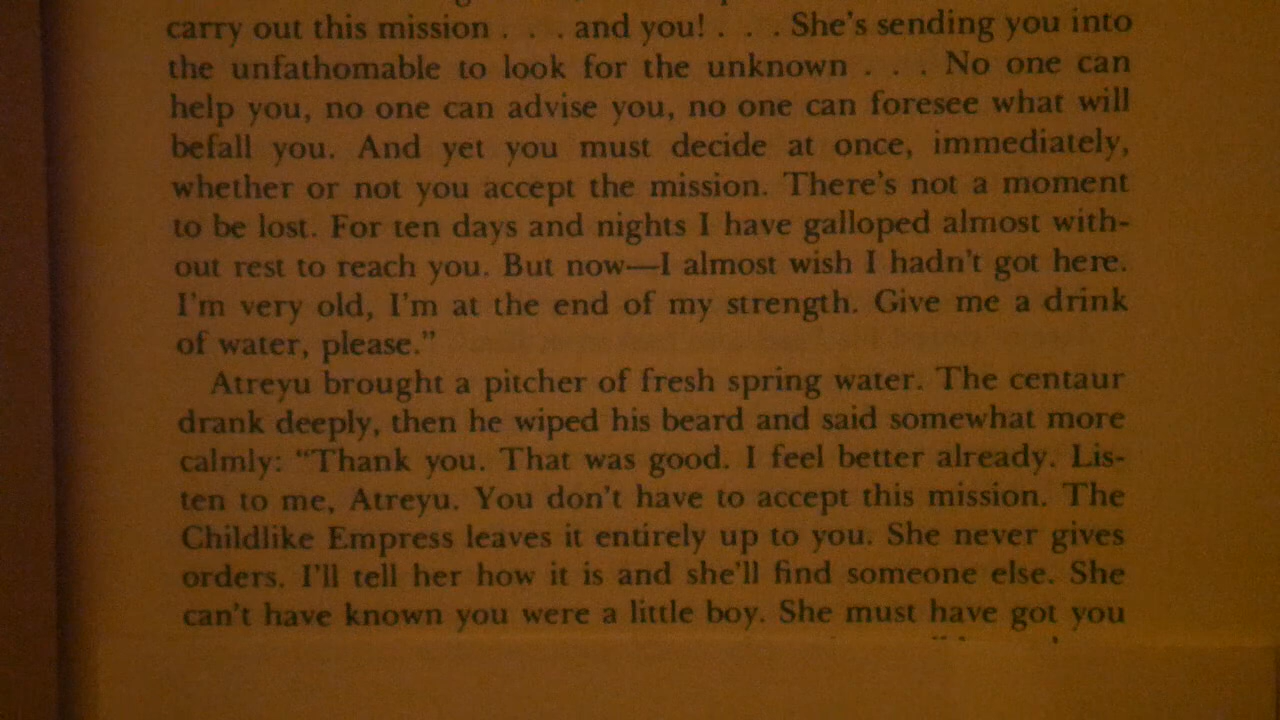 carry out this mission . . . and you! . . . She's sending you into
the unfathomable to look for the unknown . . . No one can
help you, no one can advise you, no one can foresee what will
befall you. And yet you must decide at once, immediately,
whether or not you accept the mission. There's not a moment
to be lost. For ten days and nights I have galloped almost with-
out rest to reach you. But now—I almost wish I hadn't got here.
I'm very old, I'm at the end of my strength. Give me a drink
of water, please.”
Atreyu brought a pitcher of fresh spring water. The centaur
drank deeply, then he wiped his beard and said somewhat more
calmly: “Thank you. That was good. I feel better already. Lis-
ten to me, Atreyu. You don't have to accept this mission. The
Childlike Empress leaves it entirely up to you. She never gives
orders. I'll tell her how it is and she'll find someone else. She
can't have known you were a little boy. She must have got you